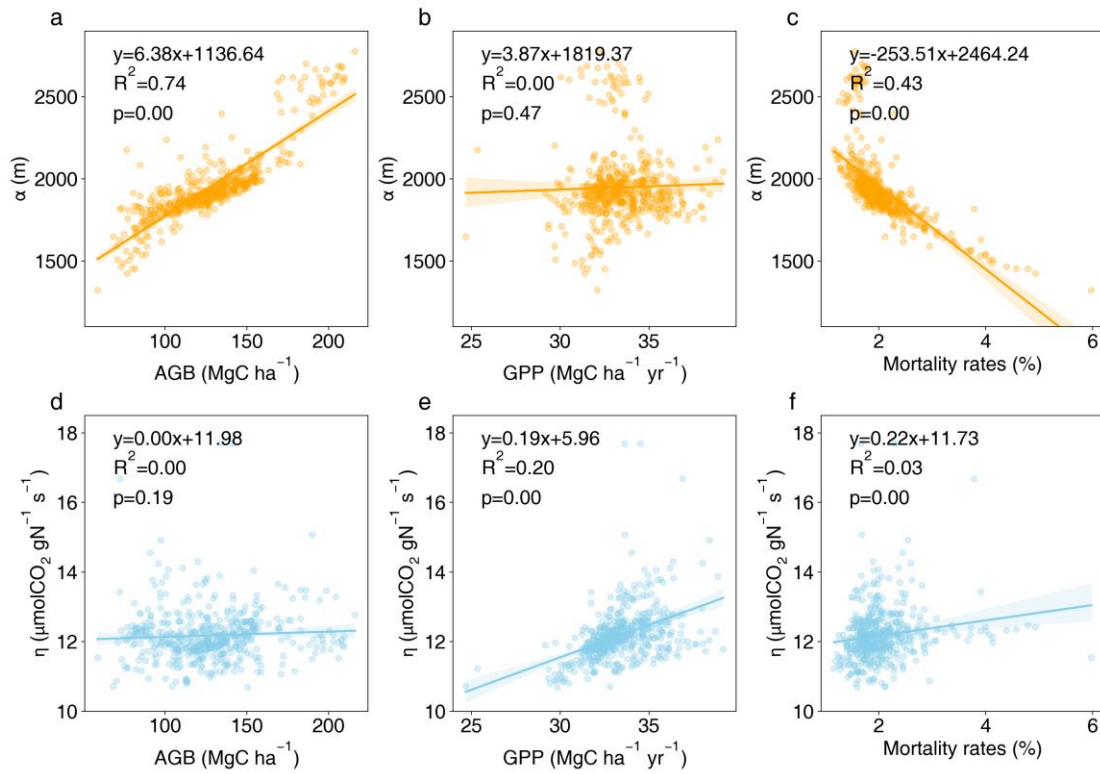 a
y=6.38x+1136.64
R²=0.74
p=0.00
2500
2000
1500
α (m)
100
150
200
AGB (MgC ha⁻¹)
b
y=3.87x+1819.37
R²=0.00
p=0.47
2500
2000
1500
α (m)
25
30
35
GPP (MgC ha⁻¹ yr⁻¹)
c
y=-253.51x+2464.24
R²=0.43
p=0.00
2500
2000
1500
α (m)
2
4
6
Mortality rates (%)
d
y=0.00x+11.98
R²=0.00
p=0.19
18
16
14
12
10
η (μmolCO₂ gN⁻¹ s⁻¹)
100
150
200
AGB (MgC ha⁻¹)
e
y=0.19x+5.96
R²=0.20
p=0.00
18
16
14
12
10
η (μmolCO₂ gN⁻¹ s⁻¹)
25
30
35
GPP (MgC ha⁻¹ yr⁻¹)
f
y=0.22x+11.73
R²=0.03
p=0.00
18
16
14
12
10
η (μmolCO₂ gN⁻¹ s⁻¹)
2
4
6
Mortality rates (%)